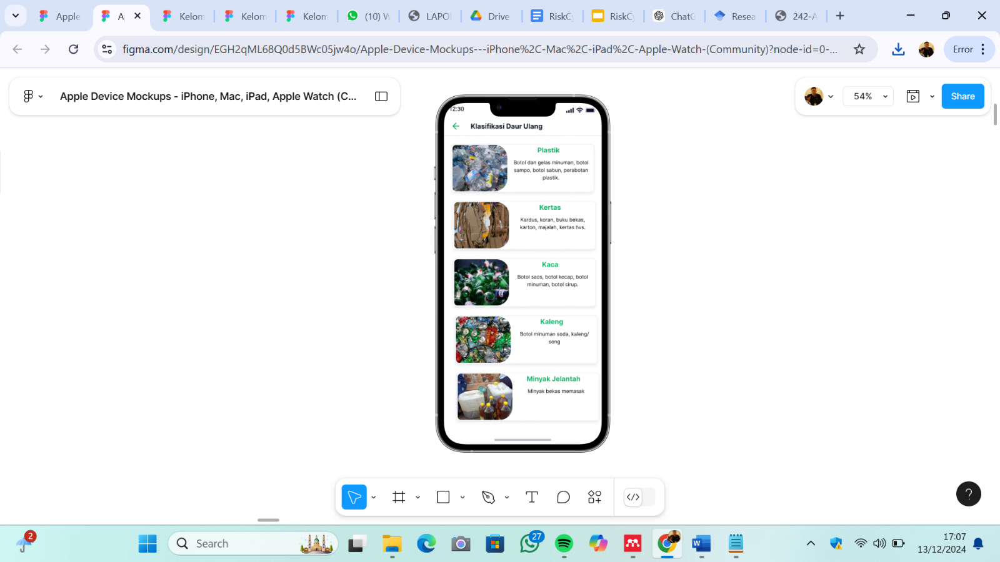 Apple
A
Kelom
Kelom
Kelom
(10) W
LAPO
Drive
RiskCy
RiskCy
ChatG
Resea
242-A
figma.com/design/EGH2qML68Q0d5BWc05jw4o/Apple-Device-Mockups---iPhone%2C-Mac%2C-iPad%2C-Apple-Watch-(Community)?node-id=0-...
Error
Apple Device Mockups - iPhone, Mac, iPad, Apple Watch (C...
54%
Share
12:30
Klasifikasi Daur Ulang
Plastik
Botol dan gelas minuman, botol
sampo, botol sabun, perabotan
plastik.
Kertas
Kardus, koran, buku bekas,
karton, majalah, kertas hvs.
Kaca
Botol saos, botol kecap, botol
minuman, botol sirup.
Kaleng
Botol minuman soda, kaleng/
seng
Minyak Jelantah
Minyak bekas memasak
?
2
Search
27
17:07
13/12/2024